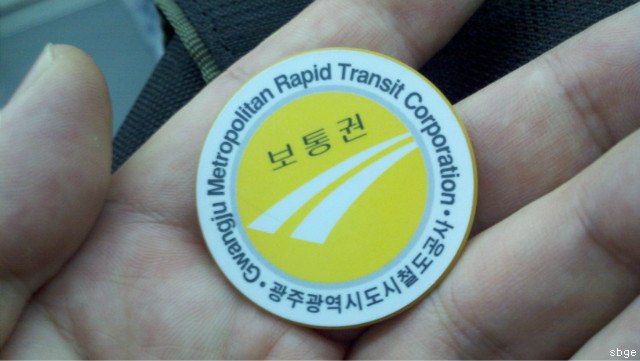 Gwangju Metropolitan Rapid Transit Corporation
보통권
광주광역시도시철도공사
sbge